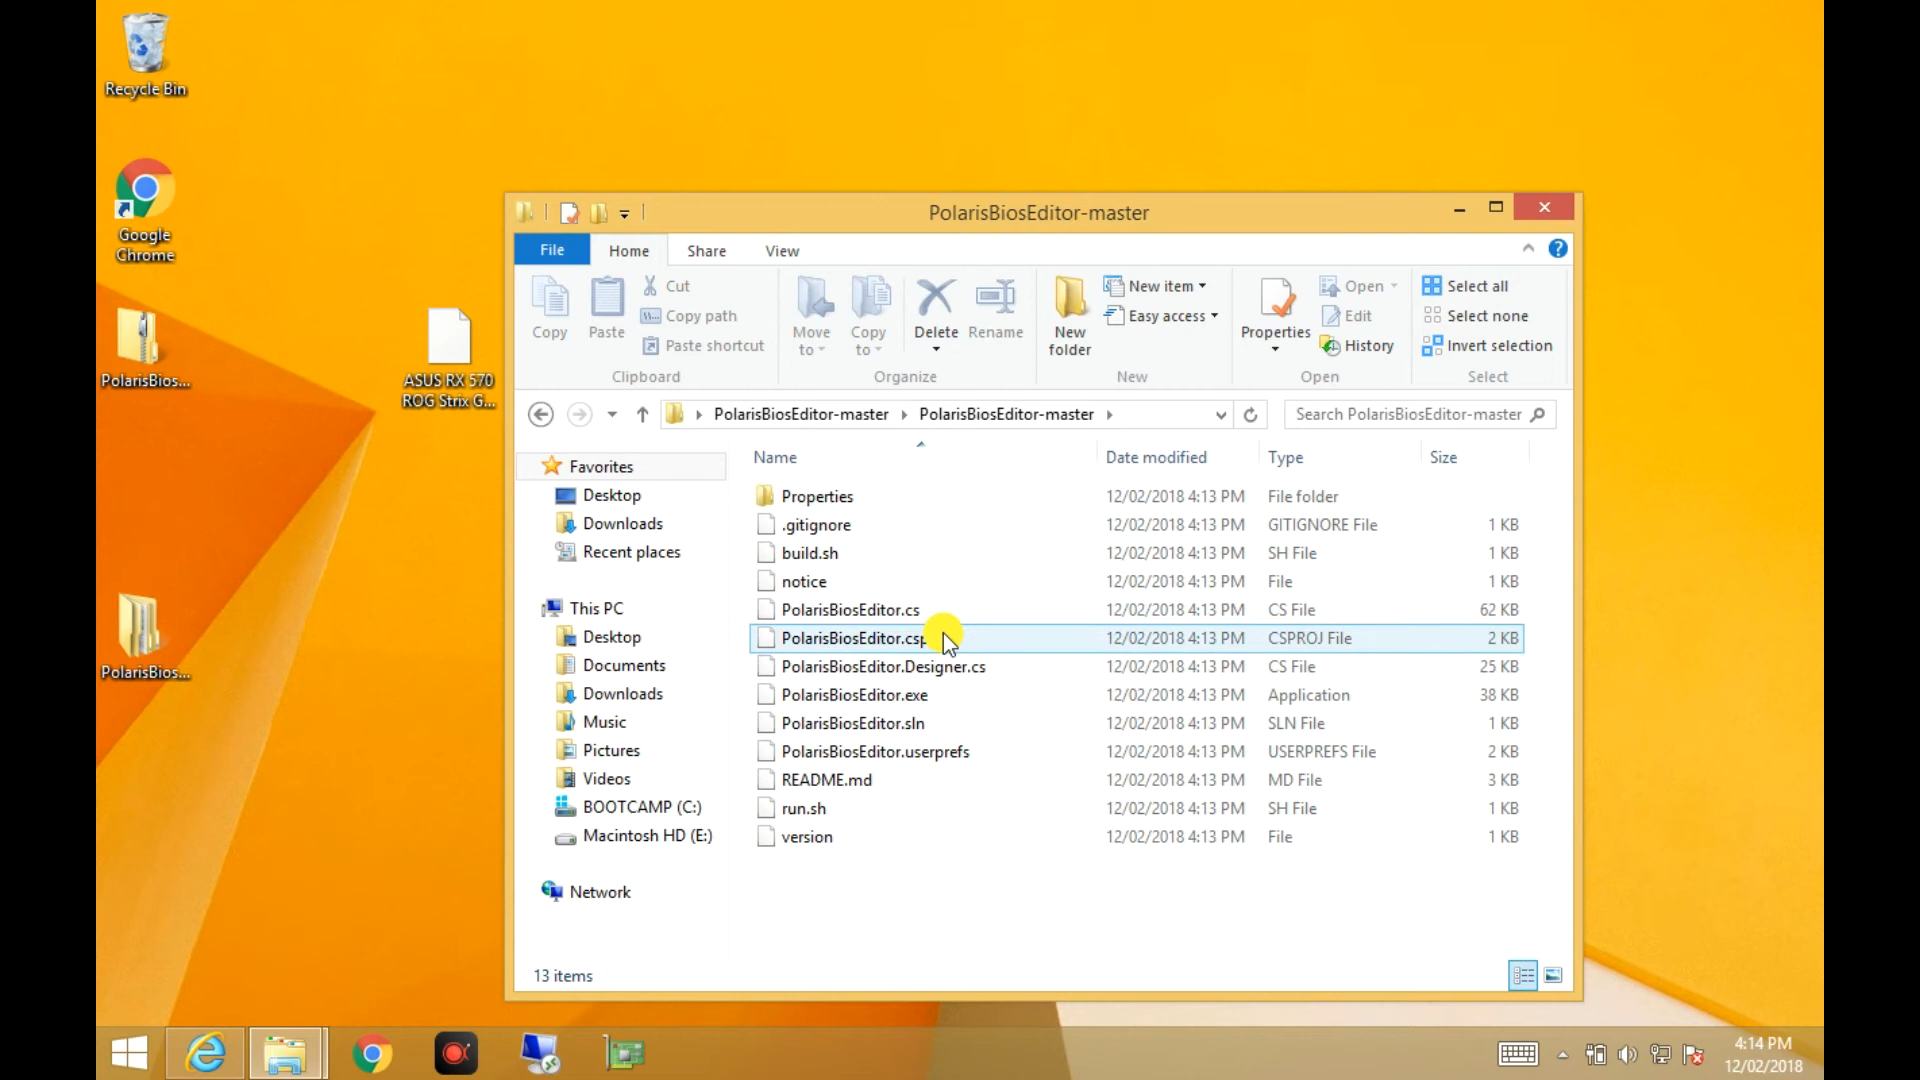 Recycle Bin
Google
Chrome
PolarisBios...
ASUS RX 570
ROG Strix G...
PolarisBios...
PolarisBiosEditor-master
File
Home
Share
View
Copy
Paste
Cut
Copy path
Paste shortcut
Clipboard
Move
to
Copy
to
Delete
Rename
Organize
New
folder
New item
Easy access
New
Properties
Open
Edit
History
Open
Select all
Select none
Invert selection
Select
PolarisBiosEditor-master
PolarisBiosEditor-master
Search PolarisBiosEditor-master
Favorites
Desktop
Downloads
Recent places
This PC
Desktop
Documents
Downloads
Music
Pictures
Videos
BOOTCAMP (C:)
Macintosh HD (E:)
Network
Name Date modified Type Size
Properties 12/02/2018 4:13 PM File folder
.gitignore 12/02/2018 4:13 PM GITIGNORE File 1 KB
build.sh 12/02/2018 4:13 PM SH File 1 KB
notice 12/02/2018 4:13 PM File 1 KB
PolarisBiosEditor.cs 12/02/2018 4:13 PM CS File 62 KB
PolarisBiosEditor.csp 12/02/2018 4:13 PM CSPROJ File 2 KB
PolarisBiosEditor.Designer.cs 12/02/2018 4:13 PM CS File 25 KB
PolarisBiosEditor.exe 12/02/2018 4:13 PM Application 38 KB
PolarisBiosEditor.sln 12/02/2018 4:13 PM SLN File 1 KB
PolarisBiosEditor.userprefs 12/02/2018 4:13 PM USERPREFS File 2 KB
README.md 12/02/2018 4:13 PM MD File 3 KB
run.sh 12/02/2018 4:13 PM SH File 1 KB
version 12/02/2018 4:13 PM File 1 KB
13 items
4:14 PM
12/02/2018